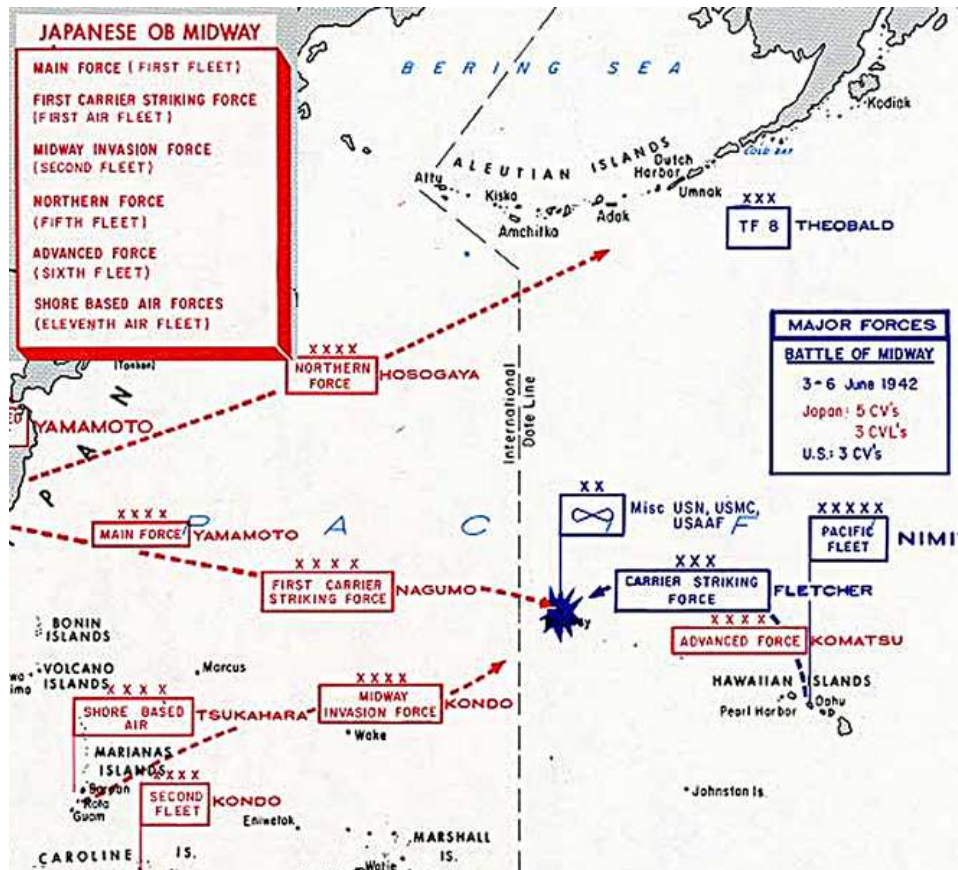 JAPANESE OB MIDWAY
MAIN FORCE (FIRST FLEET)
FIRST CARRIER STRIKING FORCE
(FIRST AIR FLEET)
MIDWAY INVASION FORCE
(SECOND FLEET)
NORTHERN FORCE
(FIFTH FLEET)
ADVANCED FORCE
(SIXTH FLEET)
SHORE BASED AIR FORCES
(ELEVENTH AIR FLEET)
BERING SEA
Kodiak
COLD BAY
ALEUTIAN ISLANDS
Dutch
Harbor
Umnak
Attu
Kiska
Amchitka
Adak
XXX
TF 8 THEOBALD
MAJOR FORCES
BATTLE OF MIDWAY
3-6 June 1942
Japan: 5 CV's
3 CVL's
U.S.: 3 CV's
XXXX
NORTHERN
FORCE
HOSOGAYA
International
Date Line
YAMAMOTO
P A N
P A C I F
XXXX
MAIN FORCE YAMAMOTO
XXXX
FIRST CARRIER
STRIKING FORCE
NAGUMO
XX
Misc USN, USMC,
USAAF
XXXXX
PACIFIC
FLEET
NIMI
XXX
CARRIER STRIKING
FORCE
FLETCHER
XXXX
ADVANCED FORCE KOMATSU
HAWAIIAN ISLANDS
Pearl Harbor
Oahu
BONIN
ISLANDS
VOLCANO
ISLANDS
Marcus
XXXX
SHORE BASED
AIR
TSUKAHARA
XXXX
MIDWAY
INVASION FORCE
KONDO
Wake
MARIANAS
ISLANDS
Rota
Guam
XXXX
SECOND
FLEET
KONDO
Eniwetok
Johnston Is.
MARSHALL
IS.
CAROLINE IS.